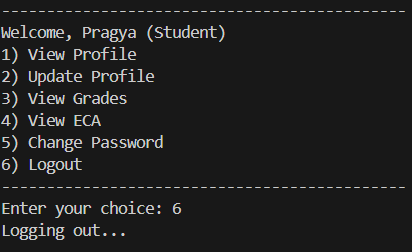 ---------------------------------------------
Welcome, Pragya (Student)
1) View Profile
2) Update Profile
3) View Grades
4) View ECA
5) Change Password
6) Logout
---------------------------------------------
Enter your choice: 6
Logging out...